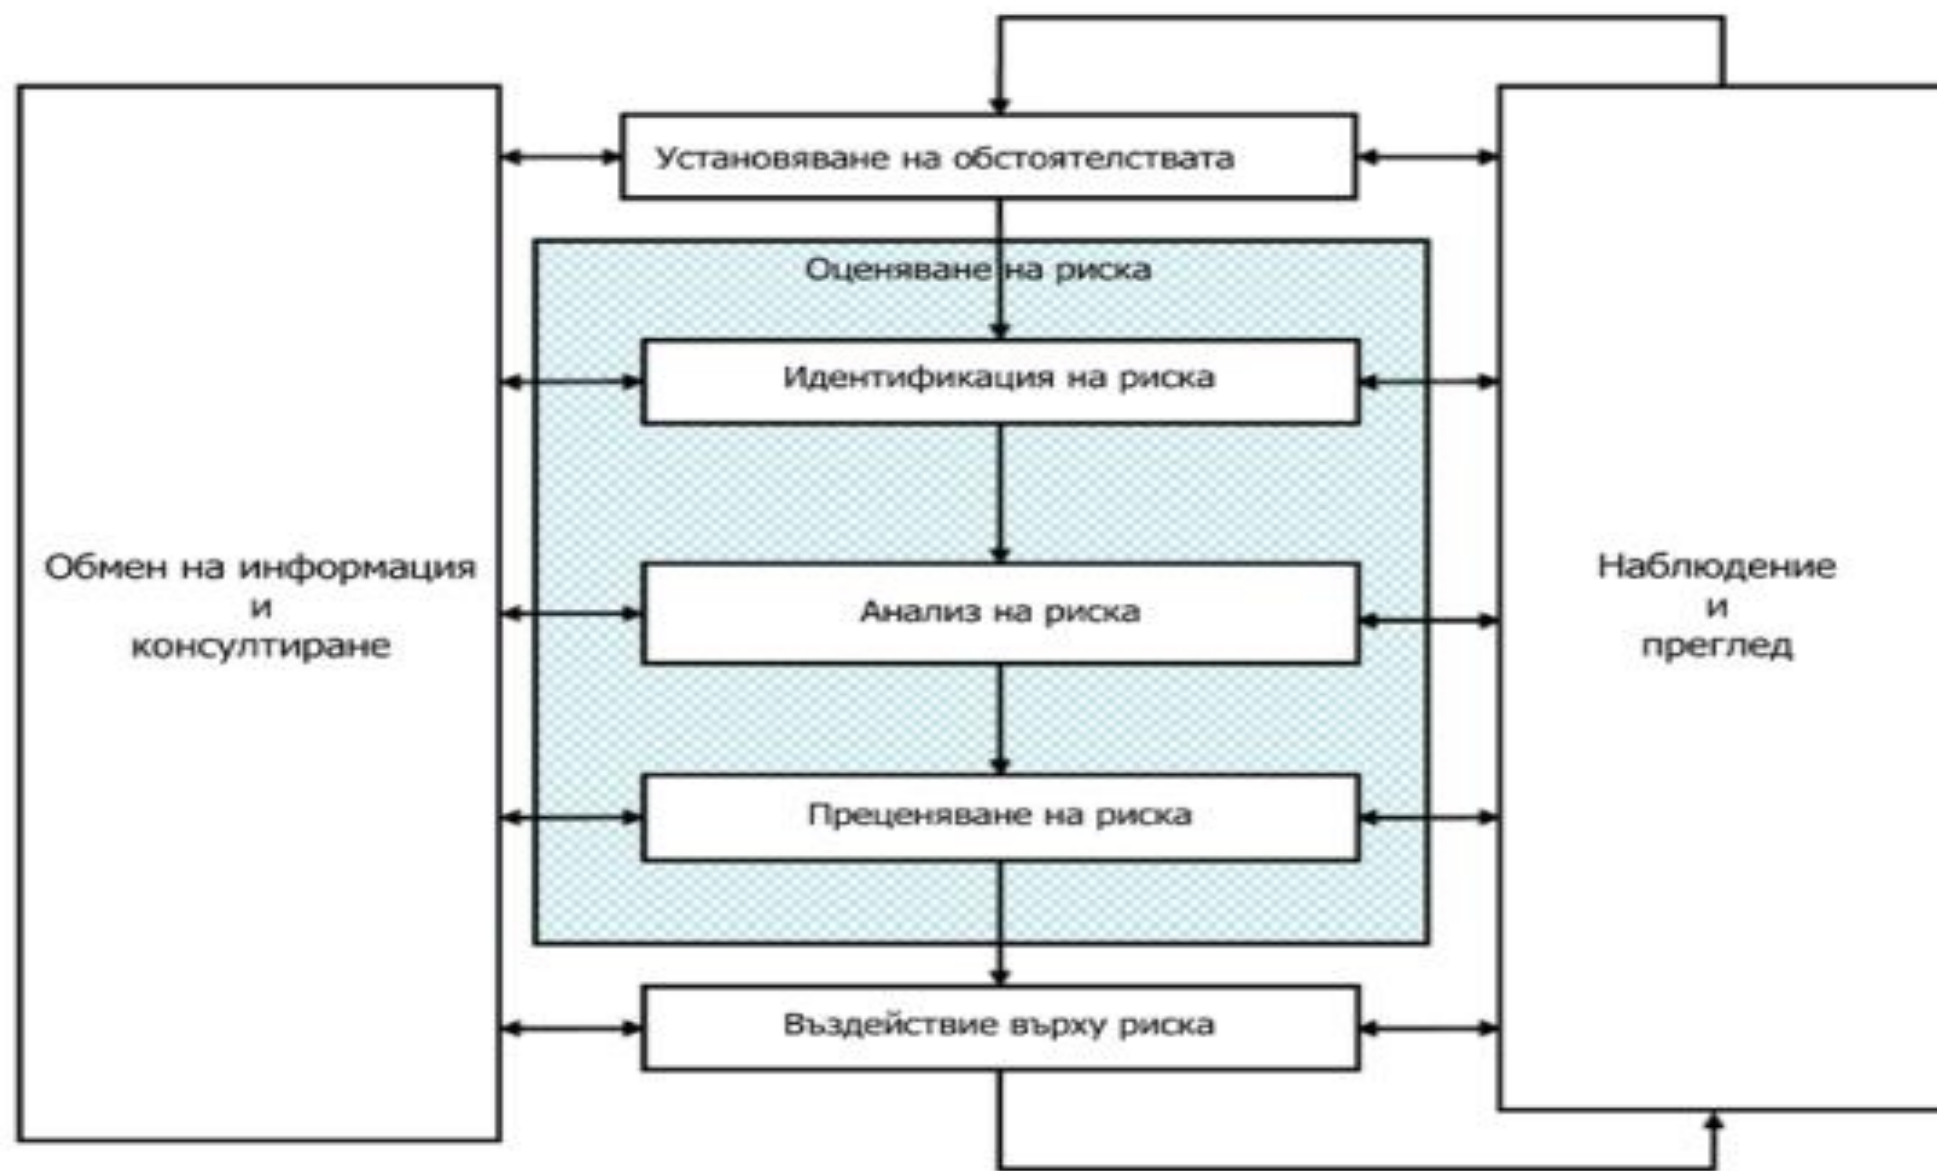 Установяване на обстоятелствата
Оценяване на риска
Идентификация на риска
Обмен на информация
и
консултиране
Анализ на риска
Наблюдение
и
преглед
Преценяване на риска
Въздействие върху риска